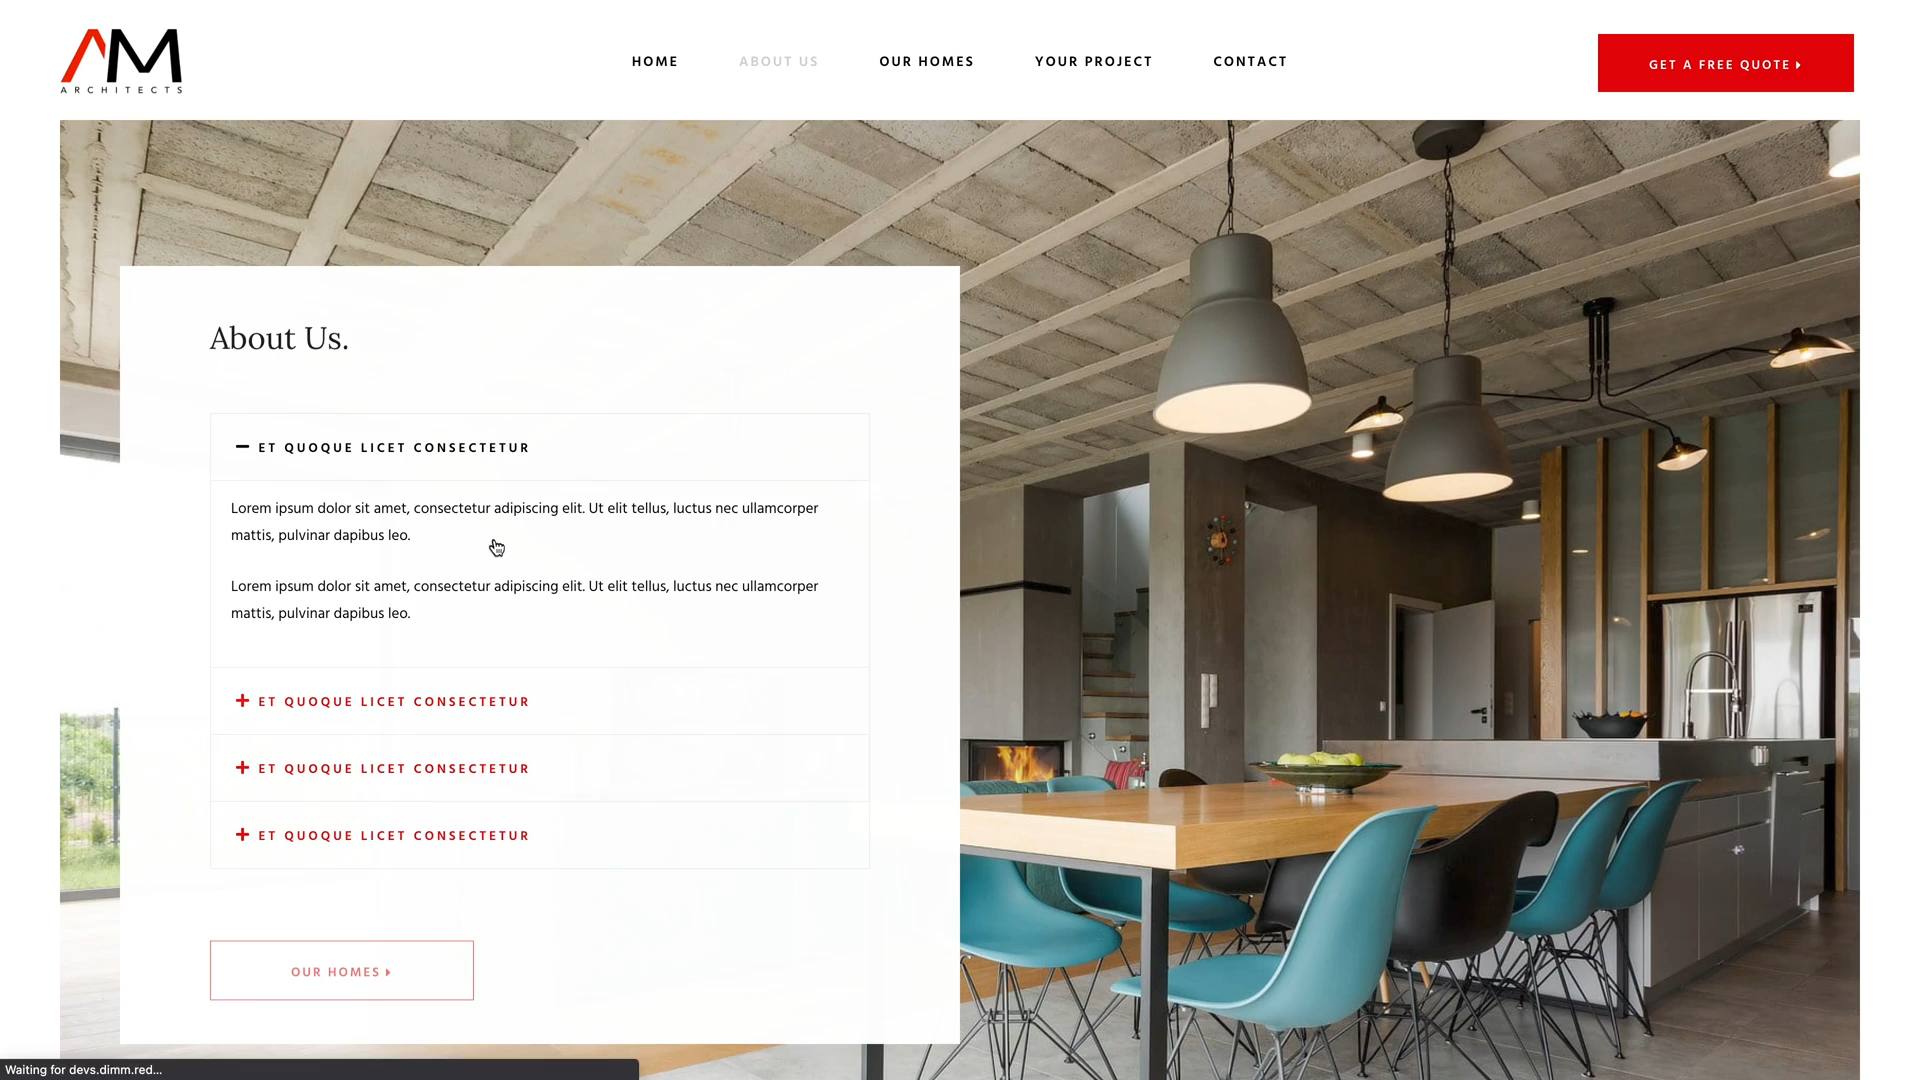 AM
ARCHITECTS
HOME
ABOUT US
OUR HOMES
YOUR PROJECT
CONTACT
GET A FREE QUOTE
About Us.
ET QUOQUE LICET CONSECTETUR
Lorem ipsum dolor sit amet, consectetur adipiscing elit. Ut elit tellus, luctus nec ullamcorper
mattis, pulvinar dapibus leo.
Lorem ipsum dolor sit amet, consectetur adipiscing elit. Ut elit tellus, luctus nec ullamcorper
mattis, pulvinar dapibus leo.
ET QUOQUE LICET CONSECTETUR
ET QUOQUE LICET CONSECTETUR
ET QUOQUE LICET CONSECTETUR
OUR HOMES
Waiting for devs.dimm.red...